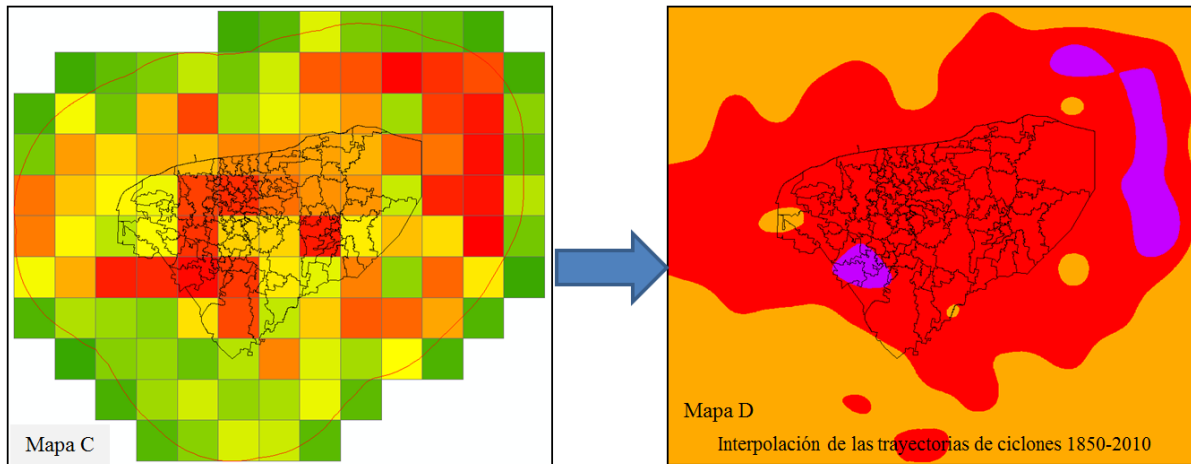 Mapa C
Mapa D
Interpolación de las trayectorias de ciclones 1850-2010